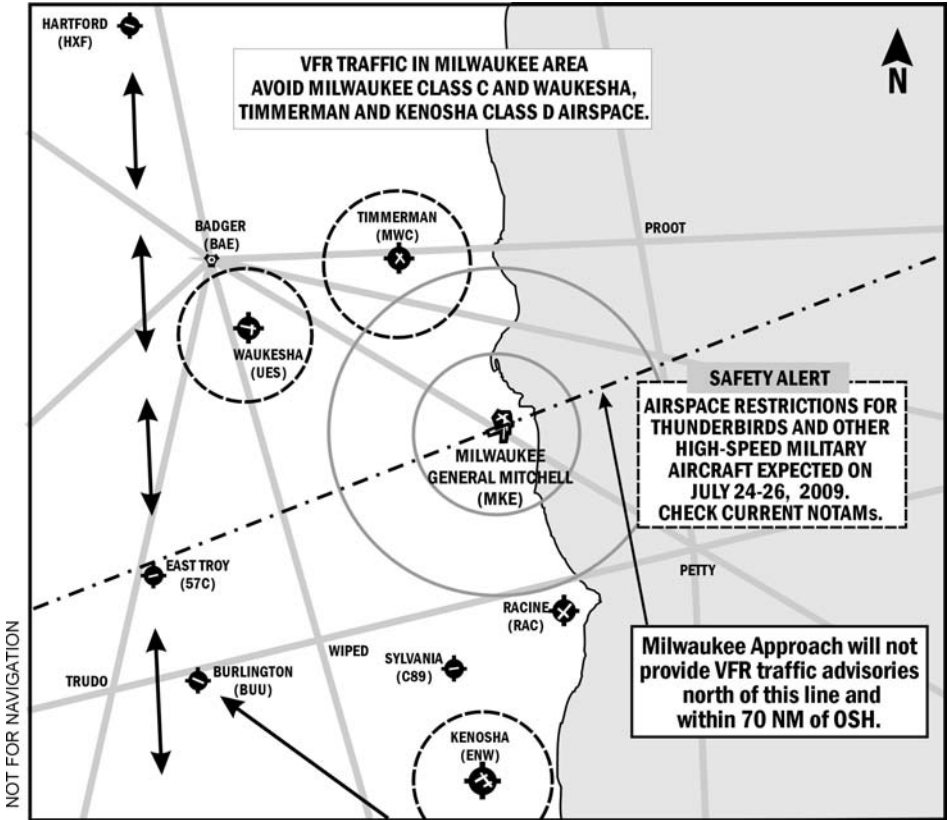 HARTFORD
(HXF)
VFR TRAFFIC IN MILWAUKEE AREA
AVOID MILWAUKEE CLASS C AND WAUKESHA,
TIMMERMAN AND KENOSHA CLASS D AIRSPACE.
N
BADGER
(BAE)
TIMMERMAN
(MWC)
PROOT
WAUKESHA
(UES)
SAFETY ALERT
AIRSPACE RESTRICTIONS FOR
THUNDERBIRDS AND OTHER
HIGH-SPEED MILITARY
AIRCRAFT EXPECTED ON
JULY 24-26, 2009.
CHECK CURRENT NOTAMs.
MILWAUKEE
GENERAL MITCHELL
(MKE)
EAST TROY
(57C)
PETTY
RACINE
(RAC)
WIPED
SYLVANIA
(C89)
TRUDO
BURLINGTON
(BUU)
Milwaukee Approach will not
provide VFR traffic advisories
north of this line and
within 70 NM of OSH.
KENOSHA
(ENW)
NOT FOR NAVIGATION